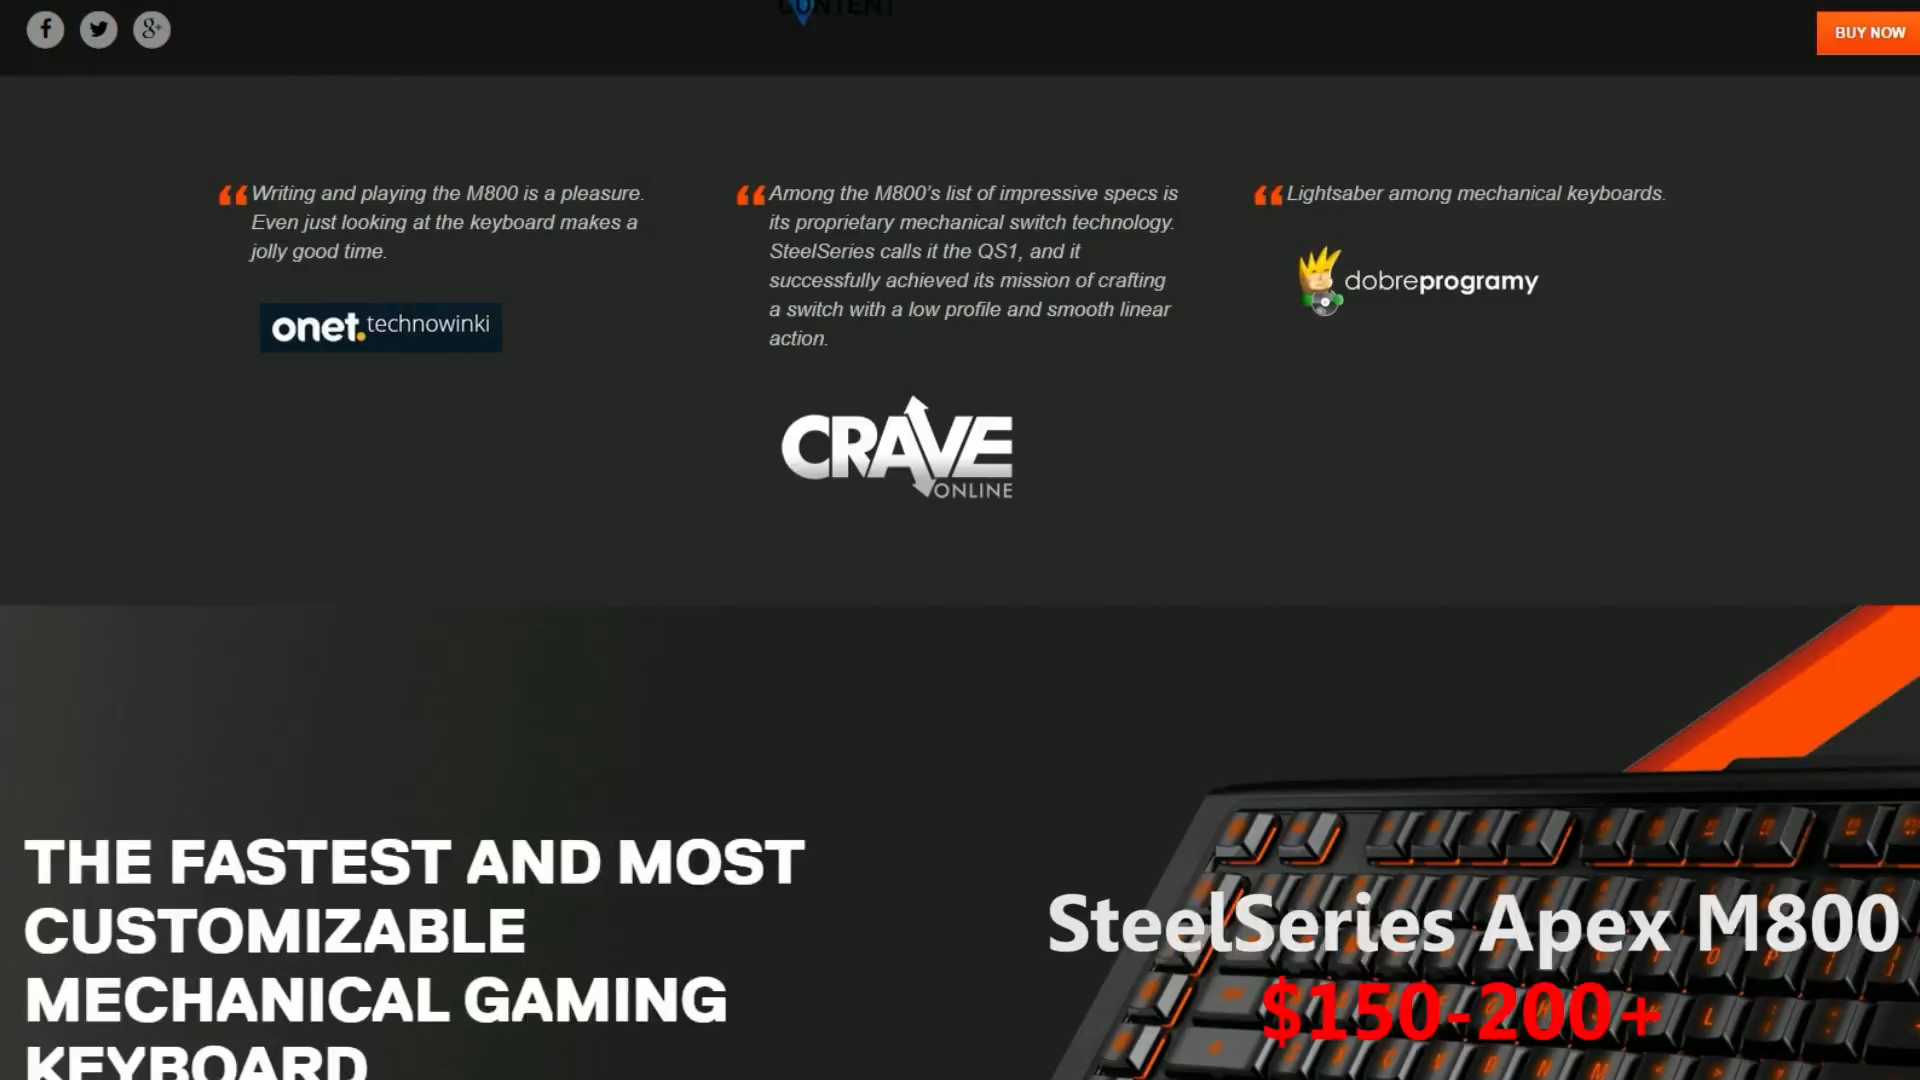 CONTENT
f
g+
BUY NOW
Writing and playing the M800 is a pleasure.
Even just looking at the keyboard makes a
jolly good time.
onet.technowinki
Among the M800's list of impressive specs is
its proprietary mechanical switch technology.
SteelSeries calls it the QS1, and it
successfully achieved its mission of crafting
a switch with a low profile and smooth linear
action.
CRAVE
ONLINE
Lightsaber among mechanical keyboards.
dobreprogramy
THE FASTEST AND MOST
CUSTOMIZABLE
MECHANICAL GAMING
KEYBOARD
SteelSeries Apex M800
$150-200+